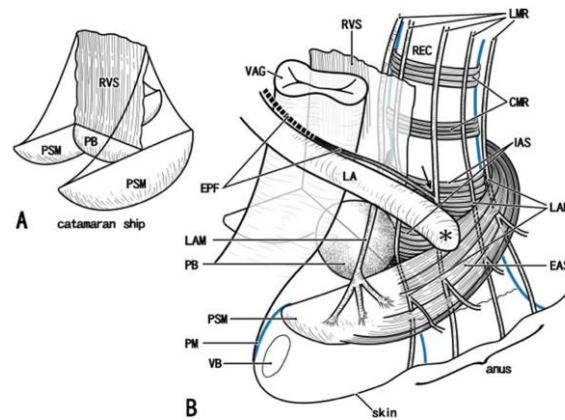 RVS
PSM
PB
PSM
A
catamaran ship
RVS
LMR
VAG
REC
CMR
IAS
EPF
LA
LAM
*
EAS
LAM
PB
PSM
PM
VB
anus
B
skin